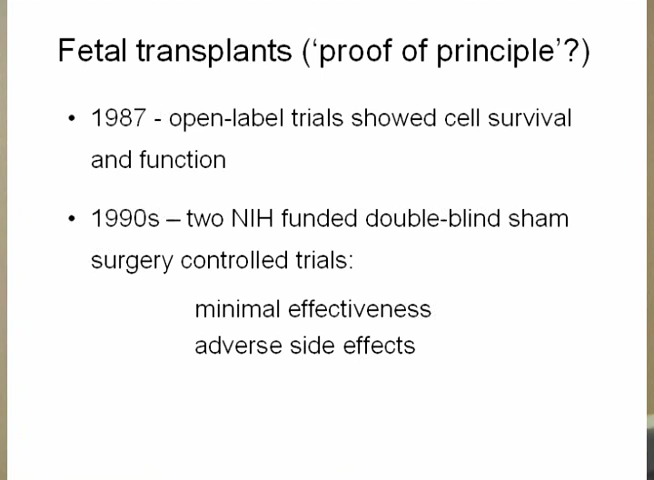 Fetal transplants (‘proof of principle’?)
• 1987 - open-label trials showed cell survival
and function
• 1990s – two NIH funded double-blind sham
surgery controlled trials:
minimal effectiveness
adverse side effects